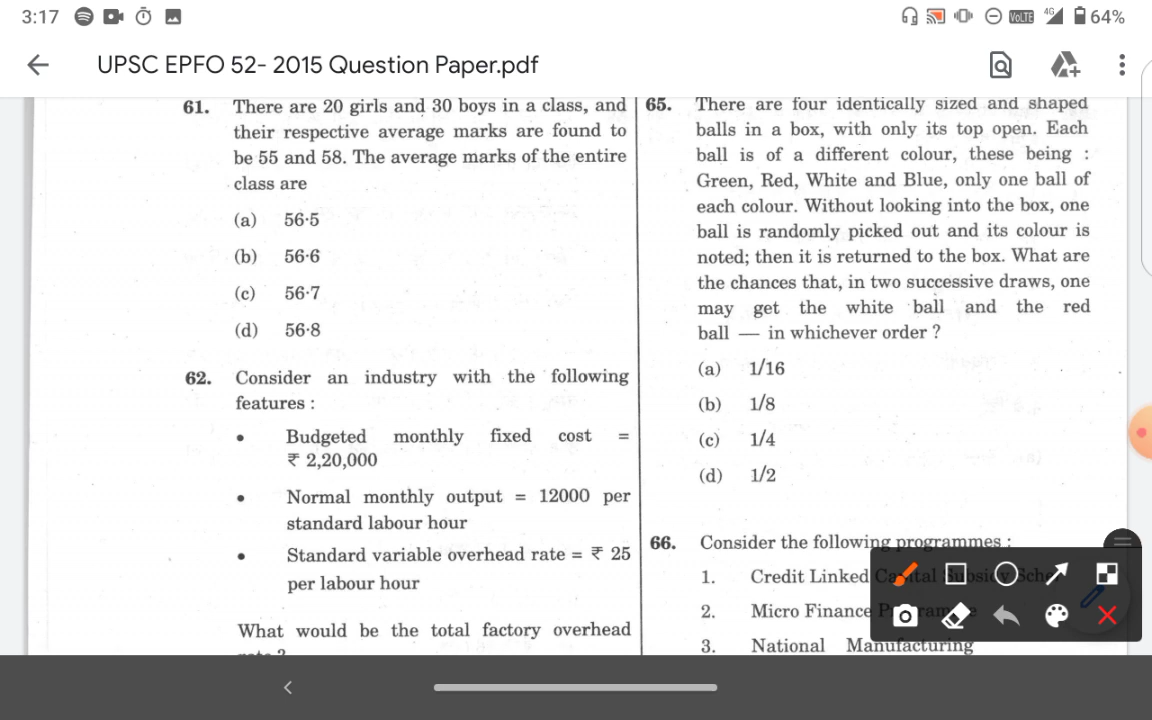 3:17
VoLTE 4G 64%
UPSC EPFO 52- 2015 Question Paper.pdf
61. There are 20 girls and 30 boys in a class, and
their respective average marks are found to
be 55 and 58. The average marks of the entire
class are
(a) 56·5
(b) 56·6
(c) 56·7
(d) 56·8
62. Consider an industry with the following
features :
• Budgeted monthly fixed cost =
₹ 2,20,000
• Normal monthly output = 12000 per
standard labour hour
• Standard variable overhead rate = ₹ 25
per labour hour
What would be the total factory overhead
65. There are four identically sized and shaped
balls in a box, with only its top open. Each
ball is of a different colour, these being :
Green, Red, White and Blue, only one ball of
each colour. Without looking into the box, one
ball is randomly picked out and its colour is
noted; then it is returned to the box. What are
the chances that, in two successive draws, one
may get the white ball and the red
ball — in whichever order ?
(a) 1/16
(b) 1/8
(c) 1/4
(d) 1/2
66. Consider the following programmes :
1. Credit Linked Capital Subsidy
2. Micro Finance
3. National Manufacturing